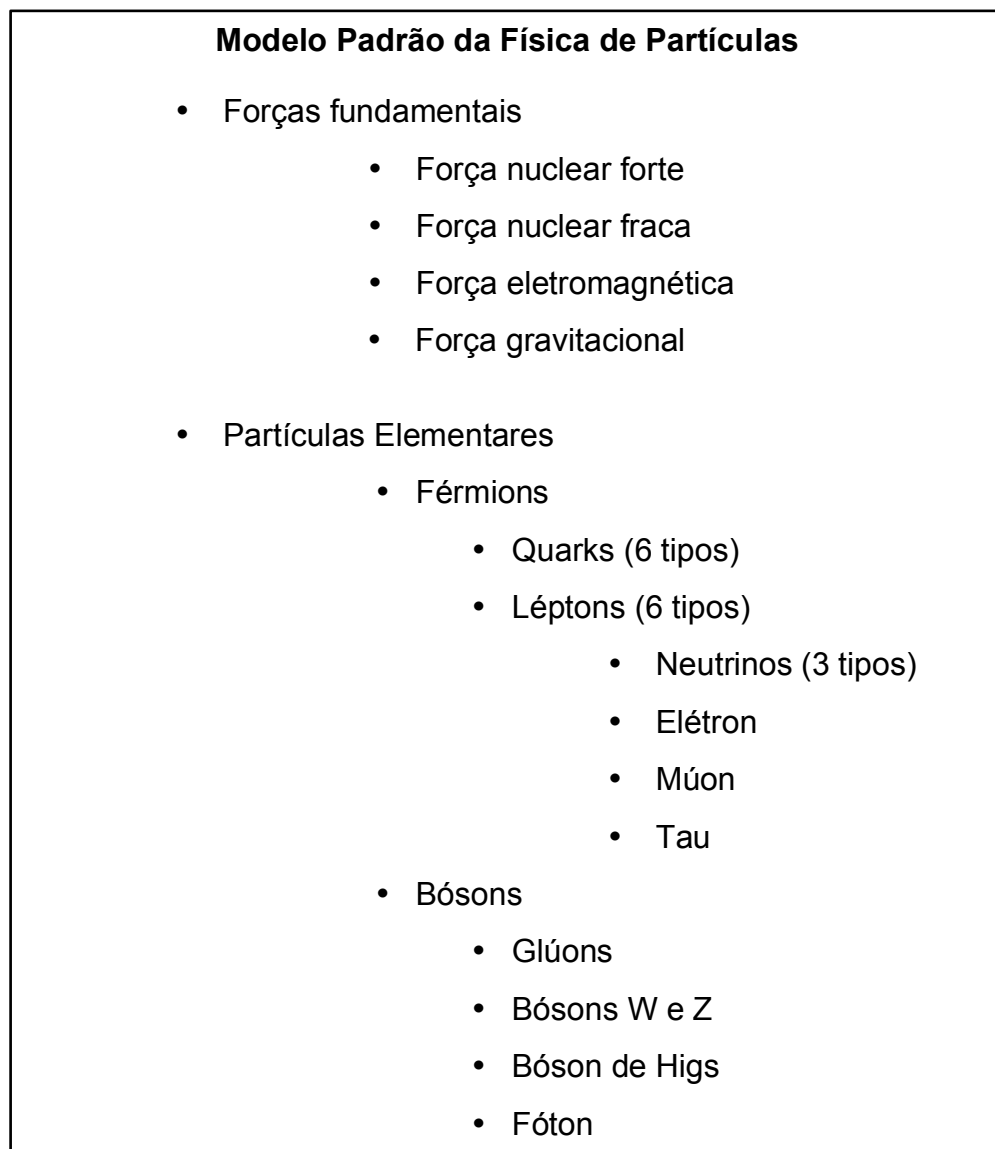 Modelo Padrão da Física de Partículas
• Forças fundamentais
• Força nuclear forte
• Força nuclear fraca
• Força eletromagnética
• Força gravitacional
• Partículas Elementares
• Férmions
• Quarks (6 tipos)
• Léptons (6 tipos)
• Neutrinos (3 tipos)
• Elétron
• Múon
• Tau
• Bósons
• Glúons
• Bósons W e Z
• Bóson de Higs
• Fóton